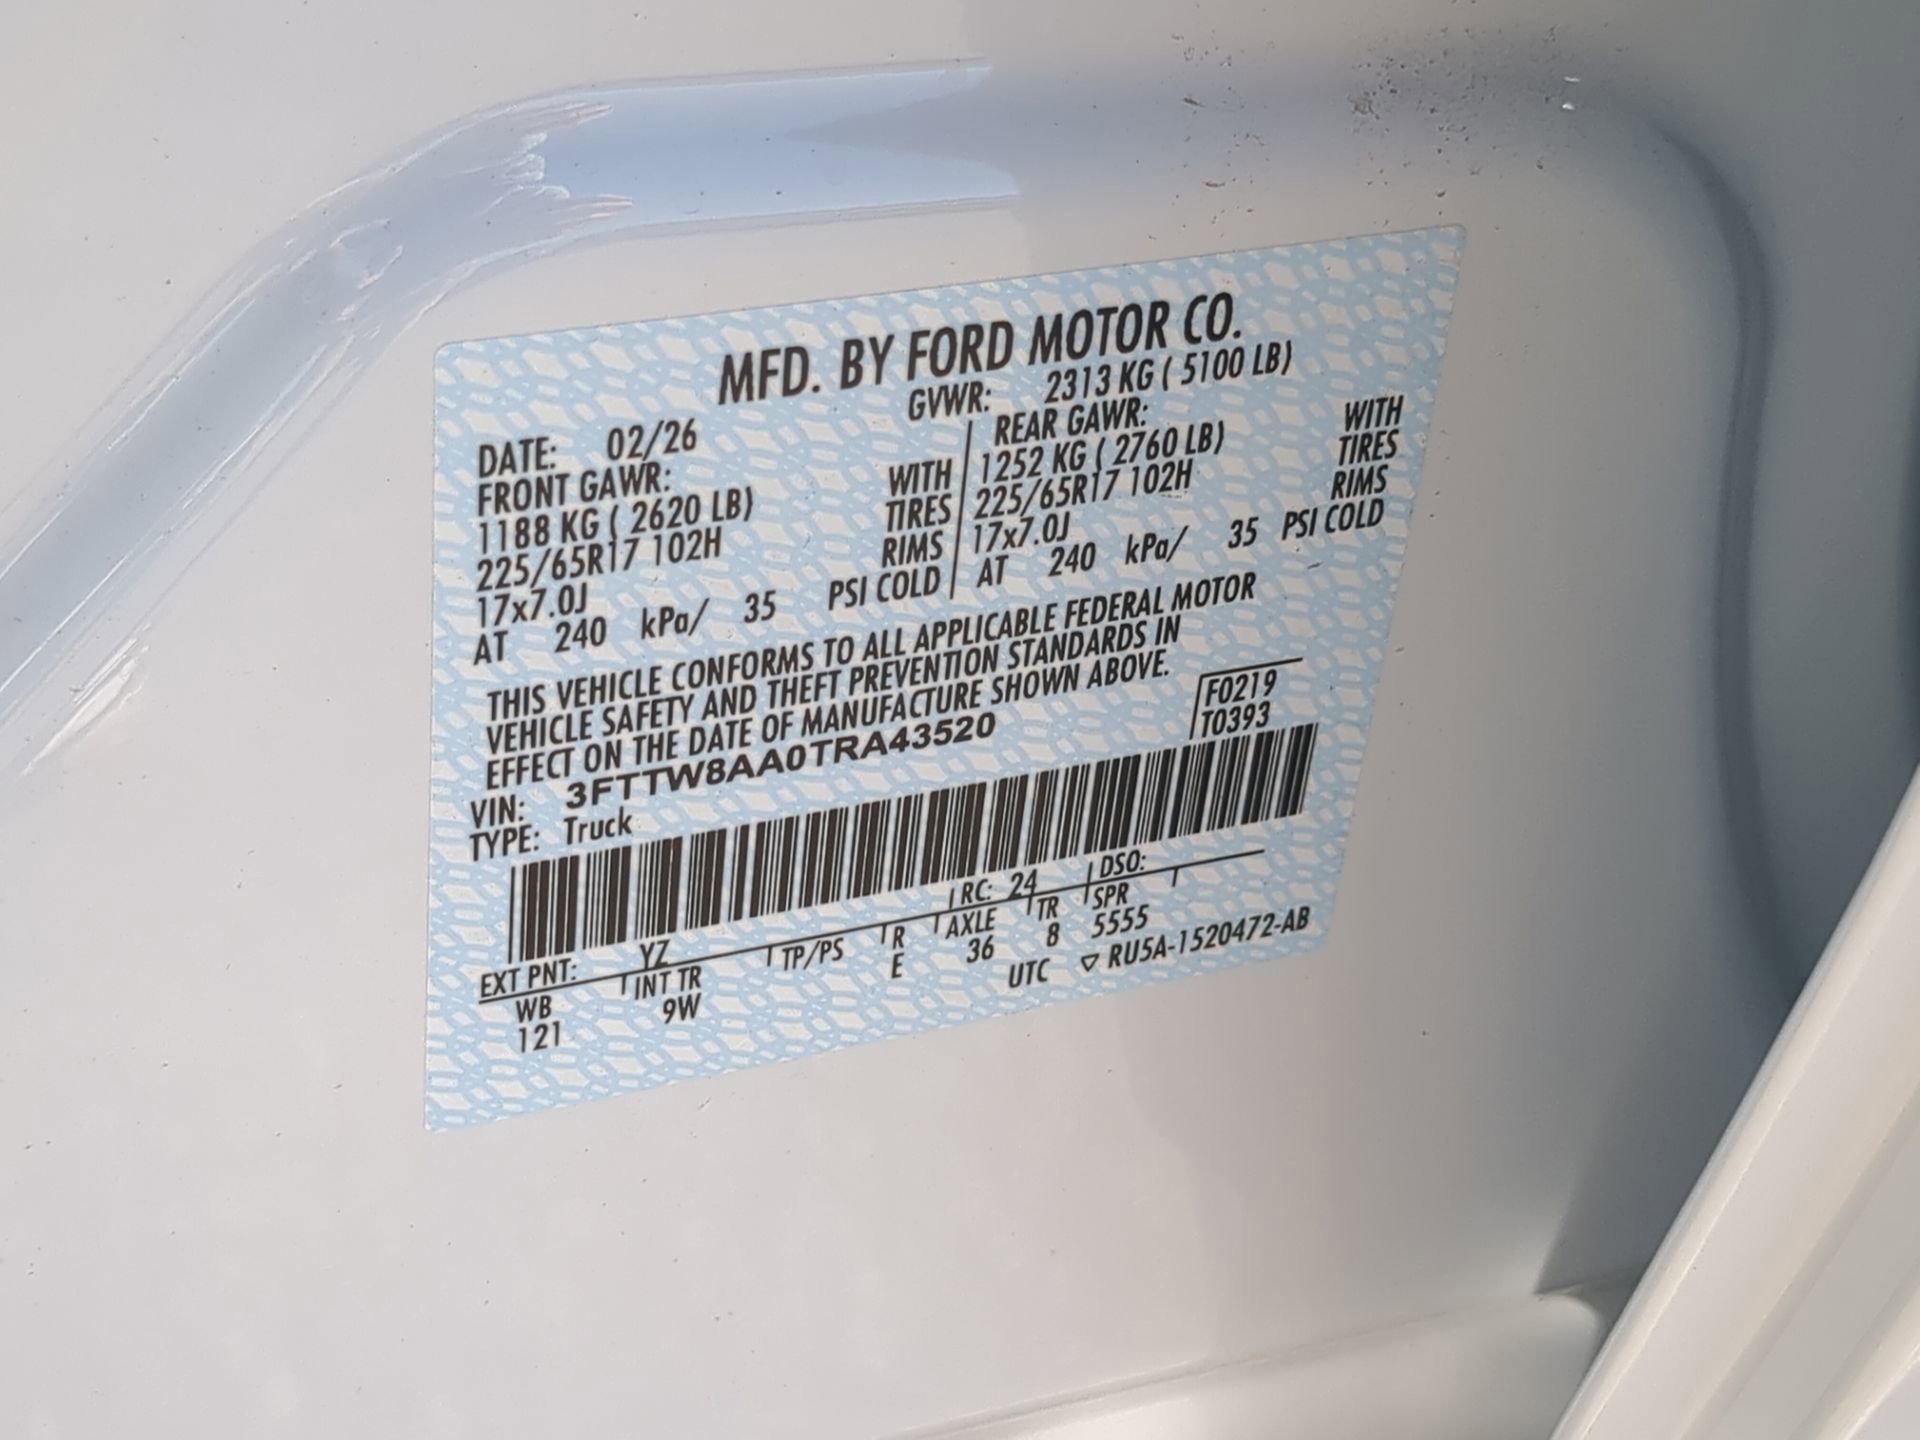 MFD. BY FORD MOTOR CO.
DATE: 02/26 GVWR: 2313 KG ( 5100 LB)
FRONT GAWR: REAR GAWR:
1188 KG ( 2620 LB) WITH 1252 KG ( 2760 LB) WITH
225/65R17 102H TIRES 225/65R17 102H TIRES
17x7.0J RIMS 17x7.0J RIMS
AT 240 kPa/ 35 PSI COLD AT 240 kPa/ 35 PSI COLD
THIS VEHICLE CONFORMS TO ALL APPLICABLE FEDERAL MOTOR
VEHICLE SAFETY AND THEFT PREVENTION STANDARDS IN
EFFECT ON THE DATE OF MANUFACTURE SHOWN ABOVE.
F0219
VIN: 3FTTW8AA0TRA43520
T0393
TYPE: Truck
EXT PNT: YZ RC: 24 DSO:
WB INT TR TP/PS R AXLE TR SPR
121 9W E 36 8 5555
UTC ▽ RU5A-1520472-AB